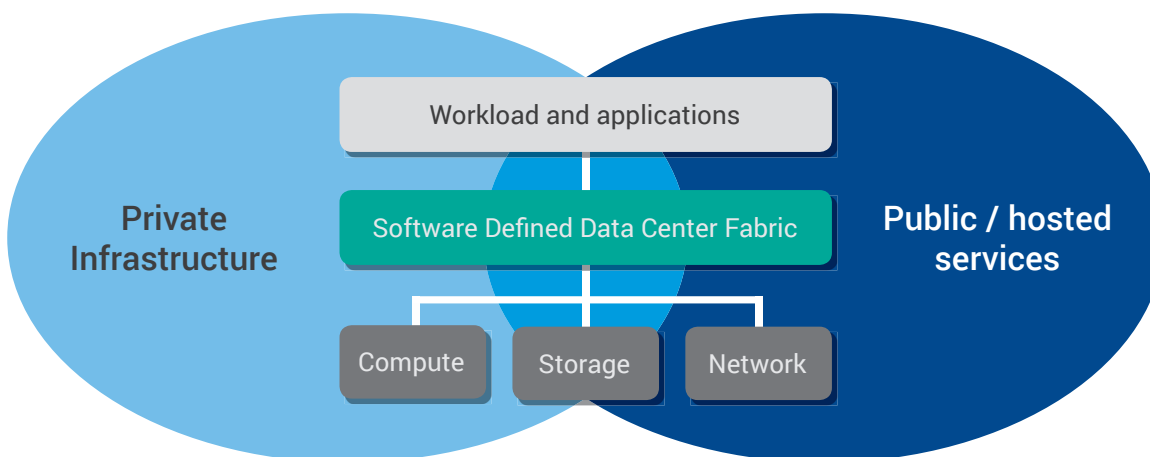 Workload and applications
Private
Infrastructure
Software Defined Data Center Fabric
Public / hosted
services
Compute
Storage
Network